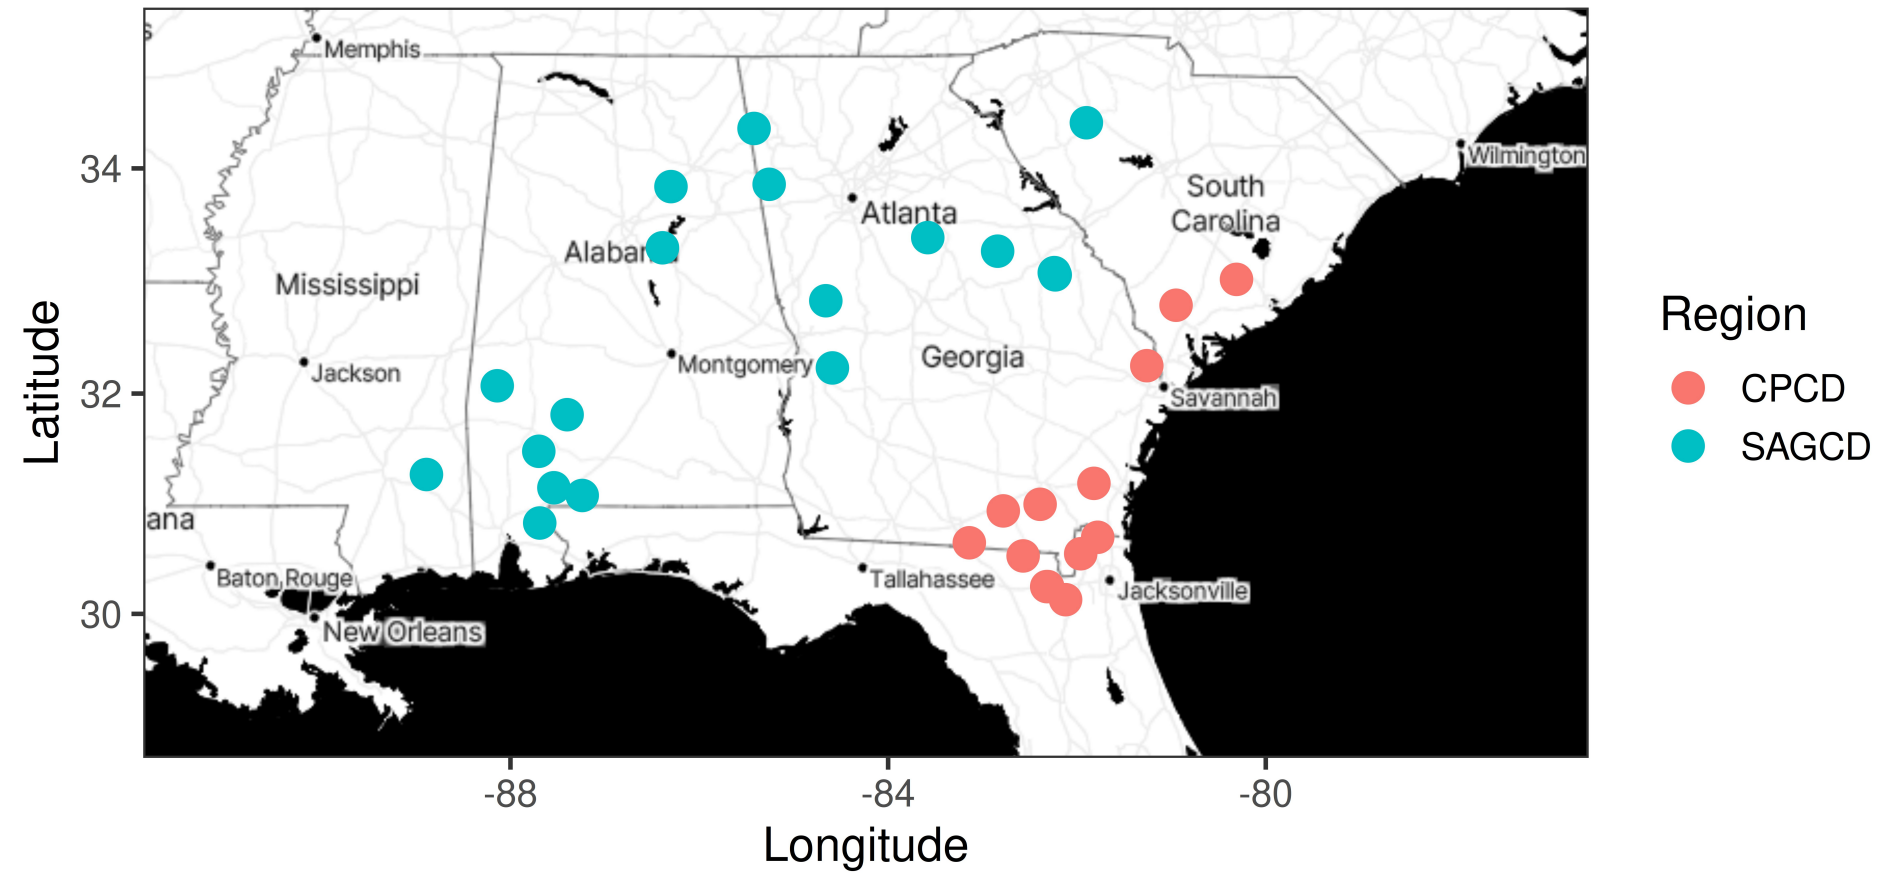 s
Memphis
34
Wilmington
South
Carolina
Atlanta
Alaban
Mississippi
Georgia
Montgomery
Jackson
32
Savannah
ana
Baton Rouge
Tallahassee
Jacksonville
30
New Orleans
-88
-84
-80
Longitude
Latitude
Region
CPCD
SAGCD